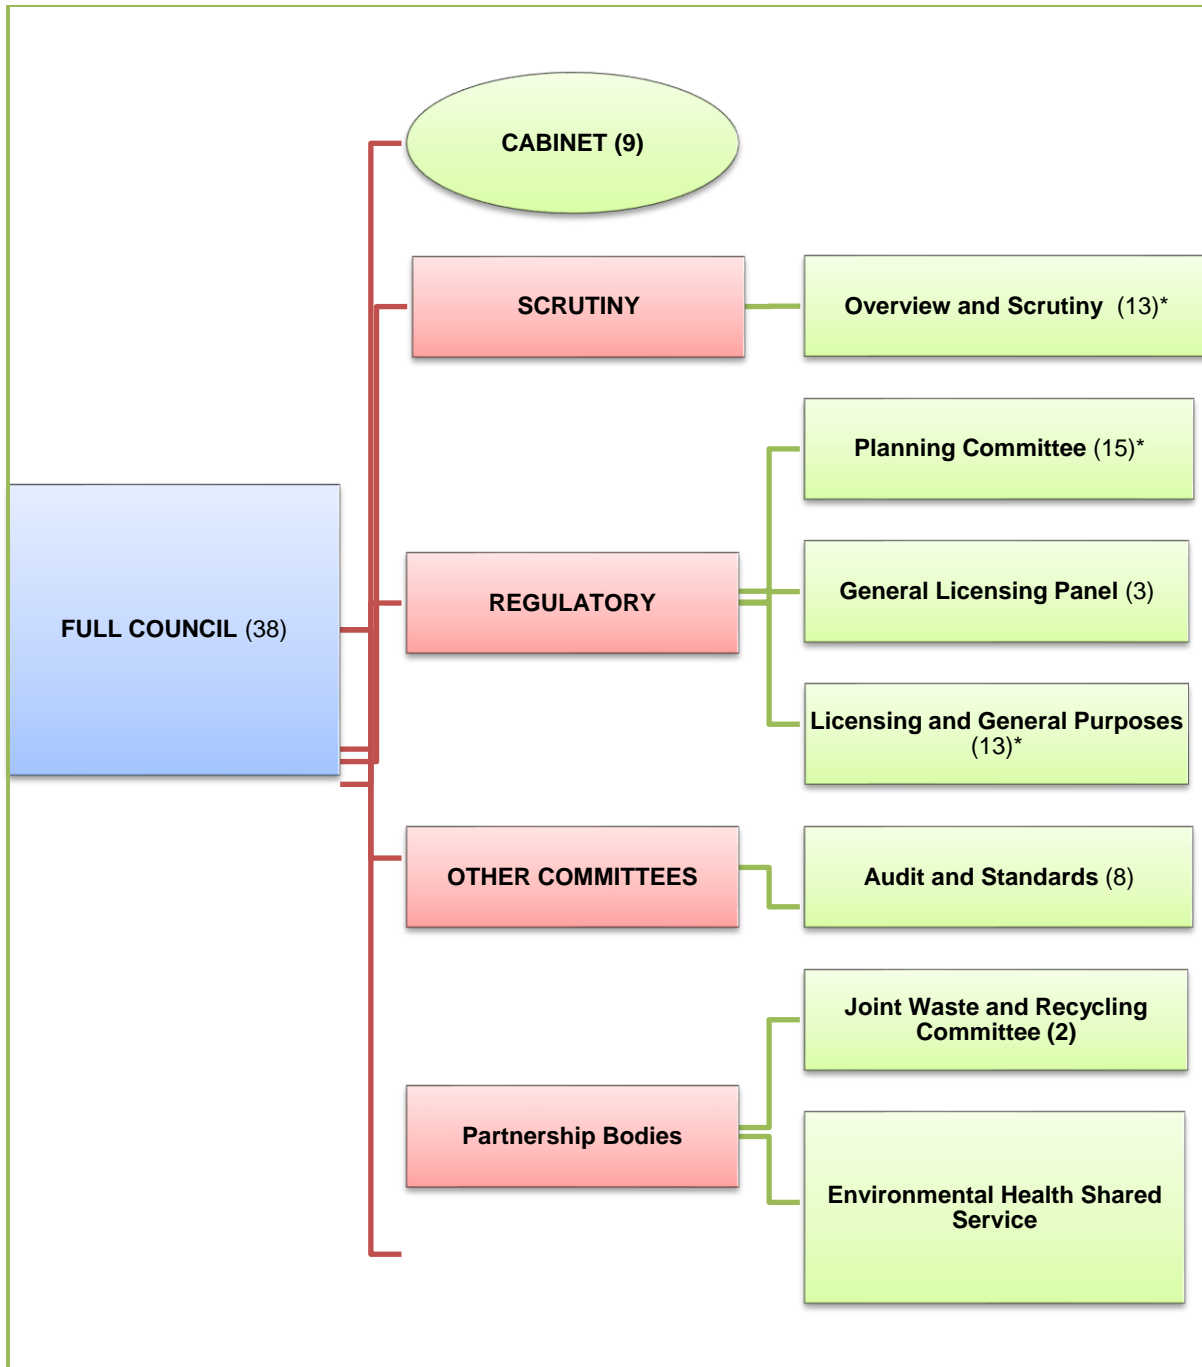 CABINET (9)
SCRUTINY
Overview and Scrutiny (13)*
Planning Committee (15)*
FULL COUNCIL (38)
REGULATORY
General Licensing Panel (3)
Licensing and General Purposes
(13)*
OTHER COMMITTEES
Audit and Standards (8)
Partnership Bodies
Joint Waste and Recycling
Committee (2)
Environmental Health Shared
Service